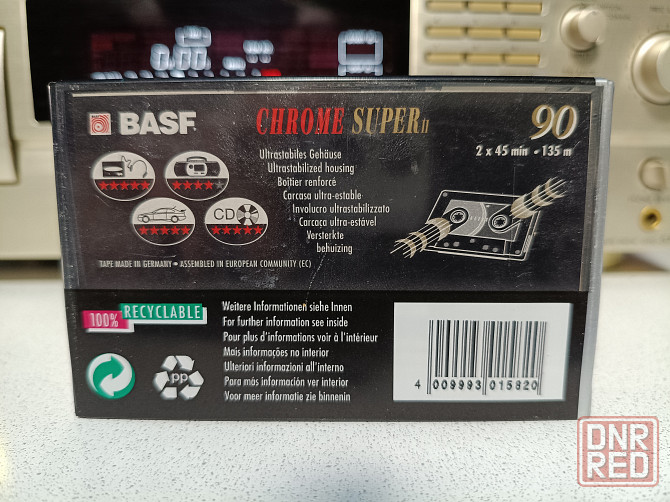 0.00
BASF
CHROME SUPER II
90
2 x 45 min • 135 m
Ultrastabiles Gehäuse
Ultrastabilized housing
Boîtier renforcé
Carcasa ultra-estable
Involucro ultrastabilizzato
Carcaça ultra-estável
Versterkte
behuizing
CD
TAPE MADE IN GERMANY • ASSEMBLED IN EUROPEAN COMMUNITY (EC)
100% RECYCLABLE
PP
Weitere Informationen siehe Innen
For further information see inside
Pour plus d'informations voir à l'intérieur
Mais informações no interior
Ulteriori informazioni all'interno
Para más información ver interior
Voor meer informatie zie binnenin
4 009993 015820
DNR
RED